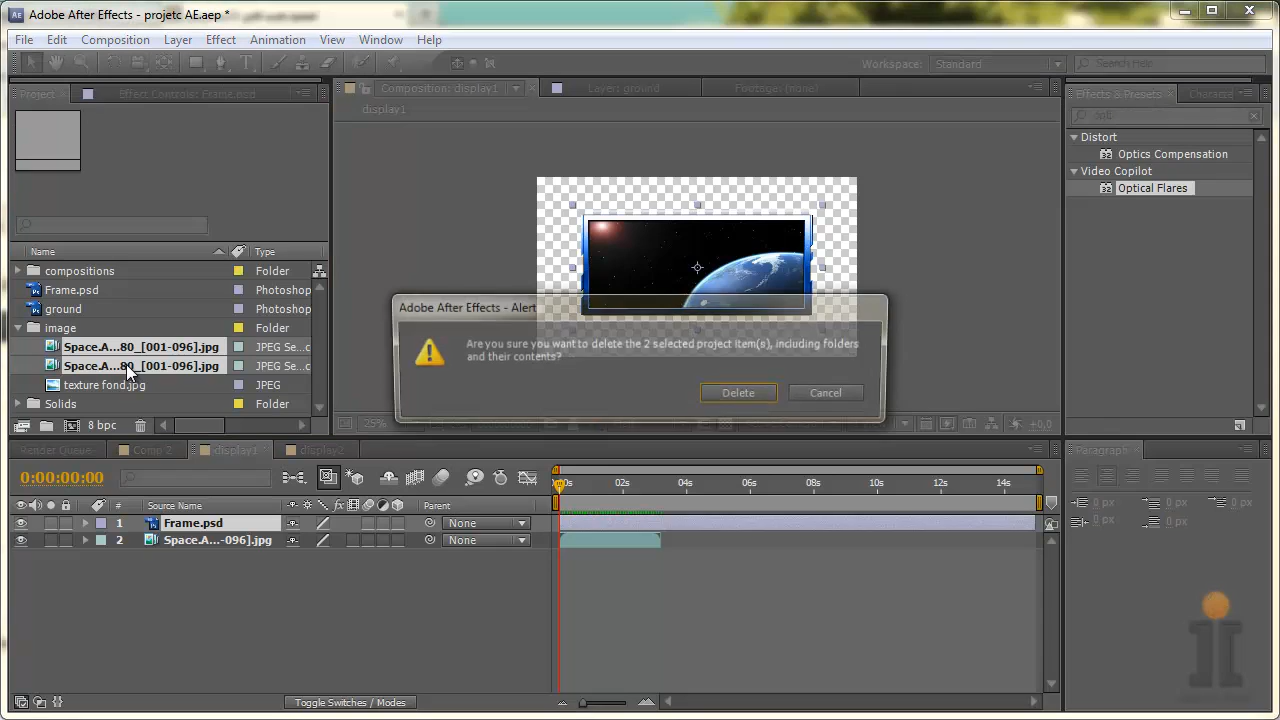 Adobe After Effects - projetc AE.aep *
File Edit Composition Layer Effect Animation View Window Help
Workspace: Standard Search Help
Project Effect Controls: Frame.psd Composition: display1 Layer: ground Footage: (none) Effects & Presets
display1
Distort
Optics Compensation
Video Copilot
Optical Flares
Name Type
compositions Folder
Frame.psd Photoshop
ground Photoshop
image Folder
Space.A...80_[001-096].jpg JPEG Se...c
Space.A...80_[001-096].jpg JPEG Se...c
texture fond.jpg JPEG
Solids Folder
8 bpc
Adobe After Effects - Alert
Are you sure you want to delete the 2 selected project item(s), including folders
and their contents?
Delete Cancel
25% +0,0
Render Queue Comp 2 display1 display2 Paragraph
0:00:00:00
# Source Name Parent
02s 04s 06s 08s 10s 12s 14s
1 Frame.psd None
2 Space.A...-096].jpg None
0 px 0 px 0 px
0 px 0 px
Toggle Switches / Modes